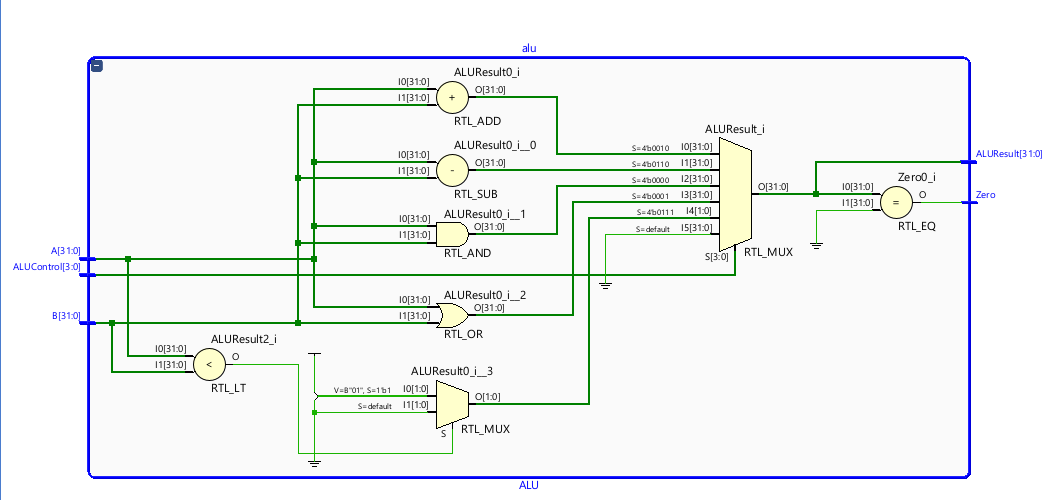 alu
ALUResult0_i
I0[31:0]
I1[31:0]
+
O[31:0]
RTL_ADD
ALUResult0_i__0
I0[31:0]
I1[31:0]
-
O[31:0]
RTL_SUB
ALUResult0_i__1
I0[31:0]
I1[31:0]
O[31:0]
RTL_AND
ALUResult_i
S=4'b0010 I0[31:0]
S=4'b0110 I1[31:0]
S=4'b0000 I2[31:0]
S=4'b0001 I3[31:0]
S=4'b0111 I4[1:0]
S=default I5[31:0]
O[31:0]
S[3:0]
RTL_MUX
ALUResult[31:0]
Zero0_i
I0[31:0]
I1[31:0]
=
O
Zero
RTL_EQ
A[31:0]
ALUControl[3:0]
B[31:0]
ALUResult0_i__2
I0[31:0]
I1[31:0]
O[31:0]
RTL_OR
ALUResult2_i
I0[31:0]
I1[31:0]
<
O
RTL_LT
ALUResult0_i__3
V=B"01", S=1'b1 I0[1:0]
S=default I1[1:0]
O[1:0]
S
RTL_MUX
ALU